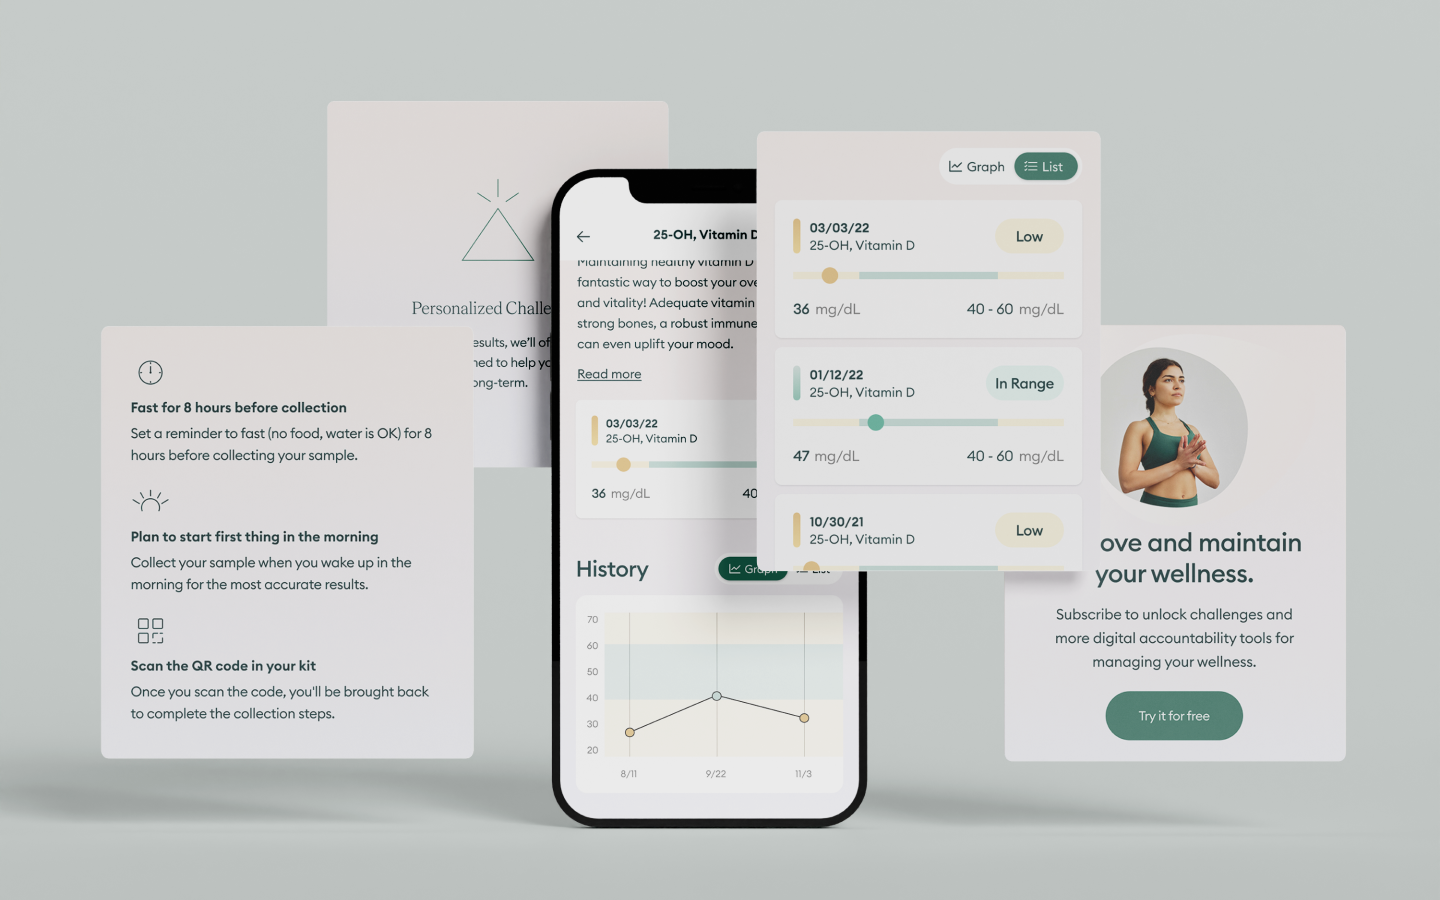 Personalized Challe
esults, we'll of
ned to help yo
ong-term.
Fast for 8 hours before collection
Set a reminder to fast (no food, water is OK) for 8
hours before collecting your sample.
Plan to start first thing in the morning
Collect your sample when you wake up in the
morning for the most accurate results.
Scan the QR code in your kit
Once you scan the code, you'll be brought back
to complete the collection steps.
25-OH, Vitamin D
Maintaining healthy vitamin D
fantastic way to boost your ove
and vitality! Adequate vitamin
strong bones, a robust immune
can even uplift your mood.
Read more
03/03/22
25-OH, Vitamin D
36 mg/dL 40
History
Graph List
70
60
50
40
30
20
8/11 9/22 11/3
Graph List
03/03/22
25-OH, Vitamin D
Low
36 mg/dL 40 - 60 mg/dL
01/12/22
25-OH, Vitamin D
In Range
47 mg/dL 40 - 60 mg/dL
10/30/21
25-OH, Vitamin D
Low
ove and maintain
your wellness.
Subscribe to unlock challenges and
more digital accountability tools for
managing your wellness.
Try it for free